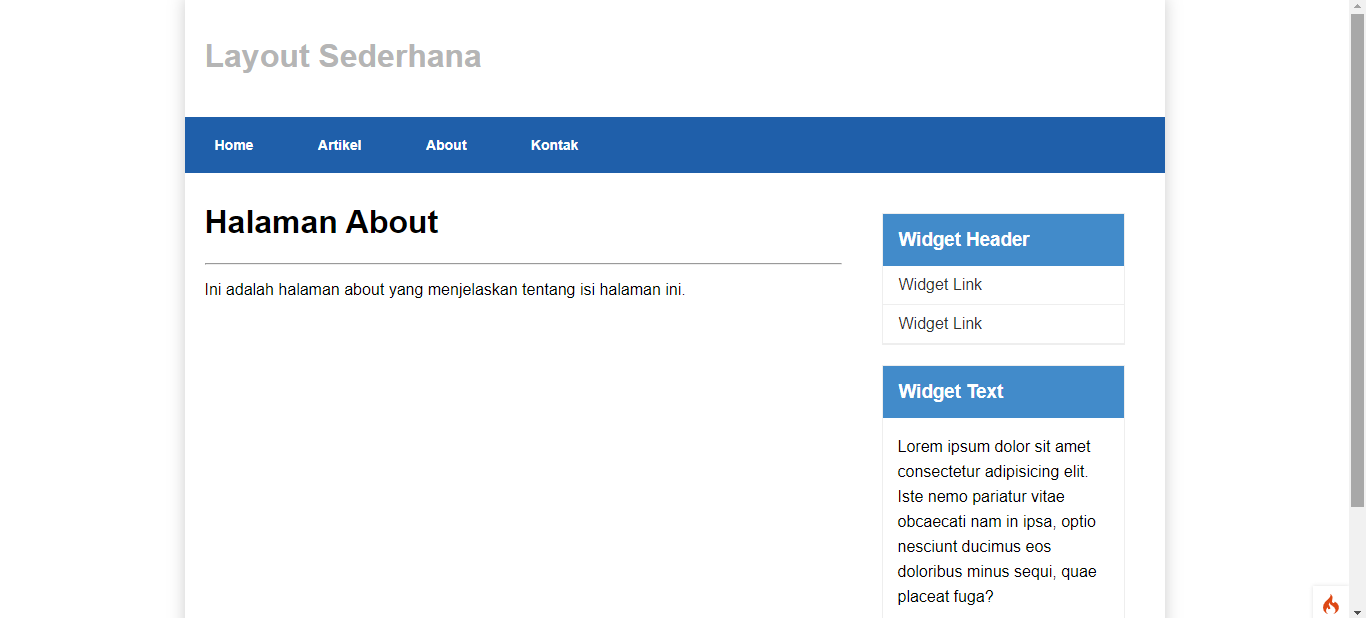 Layout Sederhana
Home Artikel About Kontak
Halaman About
Ini adalah halaman about yang menjelaskan tentang isi halaman ini.
Widget Header
Widget Link
Widget Link
Widget Text
Lorem ipsum dolor sit amet
consectetur adipisicing elit.
Iste nemo pariatur vitae
obcaecati nam in ipsa, optio
nesciunt ducimus eos
doloribus minus sequi, quae
placeat fuga?